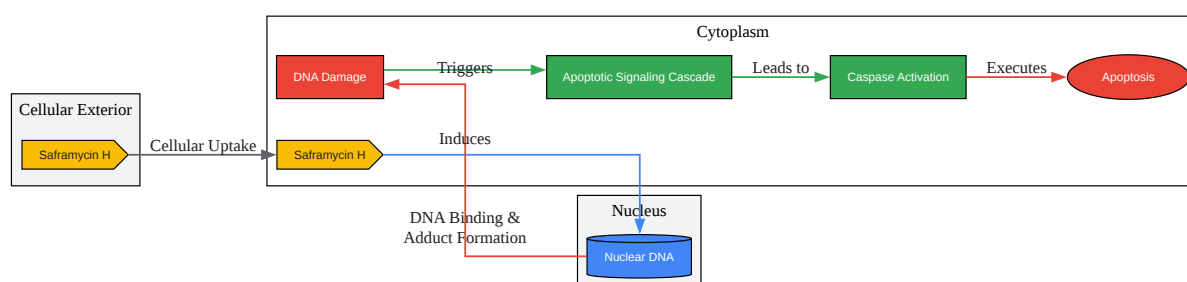 Cytoplasm
DNA Damage
Triggers
Apoptotic Signaling Cascade
Leads to
Caspase Activation
Executes
Apoptosis
Cellular Exterior
Saframycin H
Cellular Uptake
Saframycin H
Induces
DNA Binding &
Adduct Formation
Nucleus
Nuclear DNA